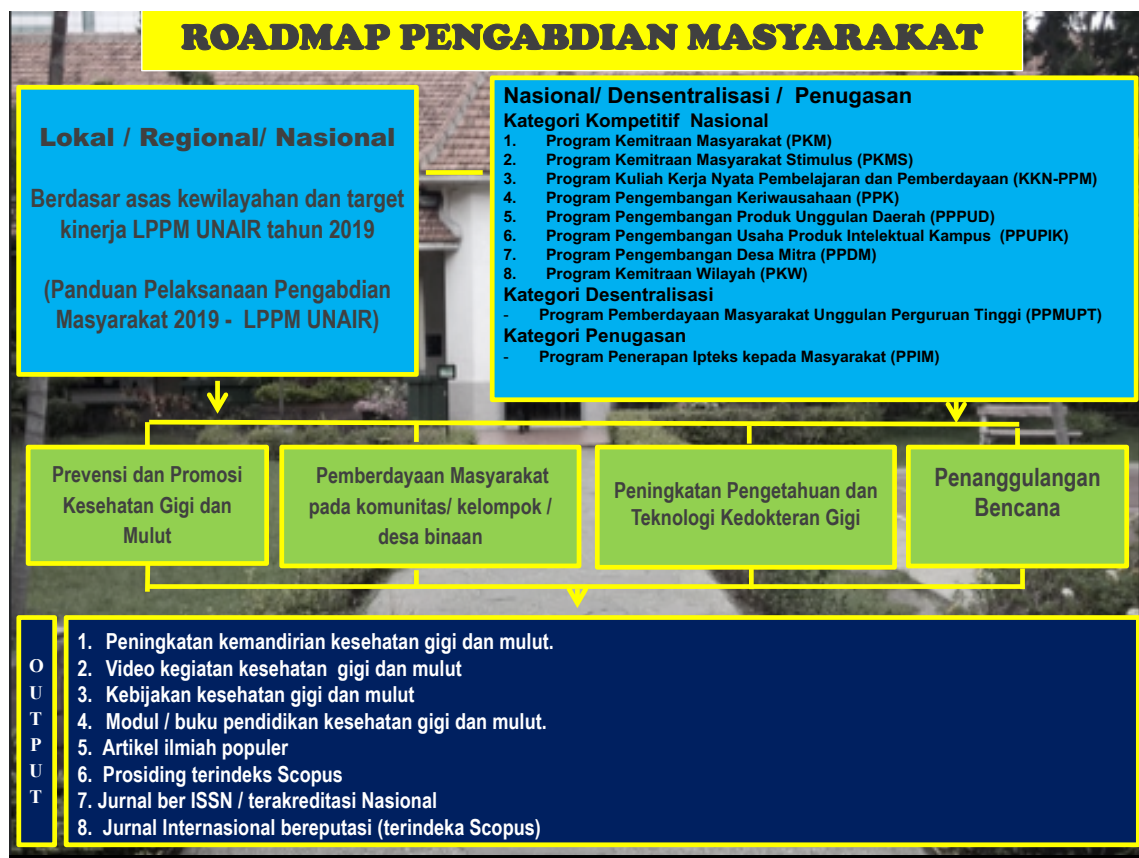 ROADMAP PENGABDIAN MASYARAKAT
Lokal / Regional/ Nasional
Berdasar asas kewilayahan dan target
kinerja LPPM UNAIR tahun 2019
(Panduan Pelaksanaan Pengabdian
Masyarakat 2019 - LPPM UNAIR)
Nasional/ Densentralisasi / Penugasan
Kategori Kompetitif Nasional
1. Program Kemitraan Masyarakat (PKM)
2. Program Kemitraan Masyarakat Stimulus (PKMS)
3. Program Kuliah Kerja Nyata Pembelajaran dan Pemberdayaan (KKN-PPM)
4. Program Pengembangan Keriwausahaan (PPK)
5. Program Pengembangan Produk Unggulan Daerah (PPPUD)
6. Program Pengembangan Usaha Produk Intelektual Kampus (PPUPIK)
7. Program Pengembangan Desa Mitra (PPDM)
8. Program Kemitraan Wilayah (PKW)
Kategori Desentralisasi
- Program Pemberdayaan Masyarakat Unggulan Perguruan Tinggi (PPMUPT)
Kategori Penugasan
- Program Penerapan Ipteks kepada Masyarakat (PPIM)
Prevensi dan Promosi
Kesehatan Gigi dan
Mulut
Pemberdayaan Masyarakat
pada komunitas/ kelompok /
desa binaan
Peningkatan Pengetahuan dan
Teknologi Kedokteran Gigi
Penanggulangan
Bencana
O
U
T
P
U
T
1. Peningkatan kemandirian kesehatan gigi dan mulut.
2. Video kegiatan kesehatan gigi dan mulut
3. Kebijakan kesehatan gigi dan mulut
4. Modul / buku pendidikan kesehatan gigi dan mulut.
5. Artikel ilmiah populer
6. Prosiding terindeks Scopus
7. Jurnal ber ISSN / terakreditasi Nasional
8. Jurnal Internasional bereputasi (terindeka Scopus)